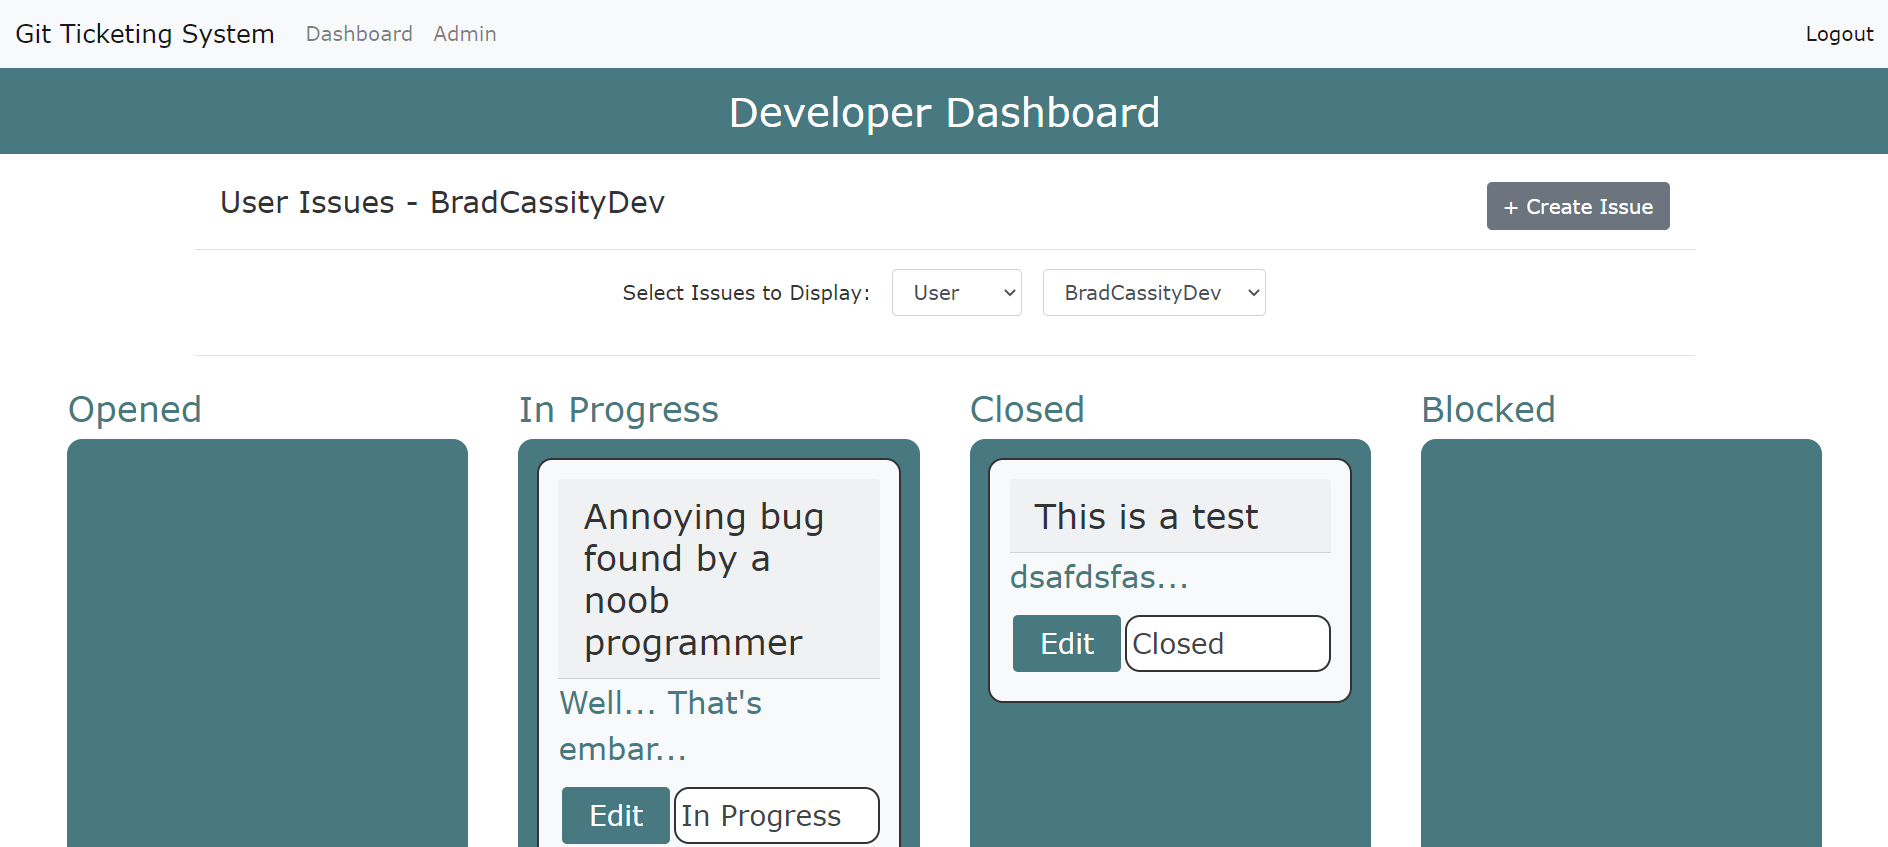 Git Ticketing System Dashboard Admin Logout
Developer Dashboard
User Issues - BradCassityDev + Create Issue
Select Issues to Display: User BradCassityDev
Opened
In Progress
Annoying bug
found by a
noob
programmer
Well... That's
embar...
Edit In Progress
Closed
This is a test
dsafdsfas...
Edit Closed
Blocked